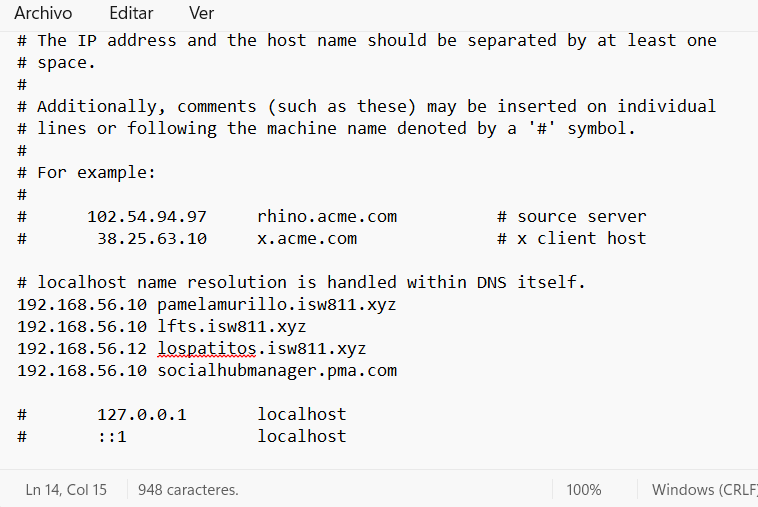 Archivo Editar Ver
# The IP address and the host name should be separated by at least one
# space.
#
# Additionally, comments (such as these) may be inserted on individual
# lines or following the machine name denoted by a '#' symbol.
#
# For example:
#
#      102.54.94.97     rhino.acme.com          # source server
#       38.25.63.10     x.acme.com              # x client host
# localhost name resolution is handled within DNS itself.
192.168.56.10 pamelamurillo.isw811.xyz
192.168.56.10 lfts.isw811.xyz
192.168.56.12 lospatitos.isw811.xyz
192.168.56.10 socialhubmanager.pma.com
#       127.0.0.1       localhost
#       ::1             localhost
Ln 14, Col 15 948 caracteres. 100% Windows (CRLF)